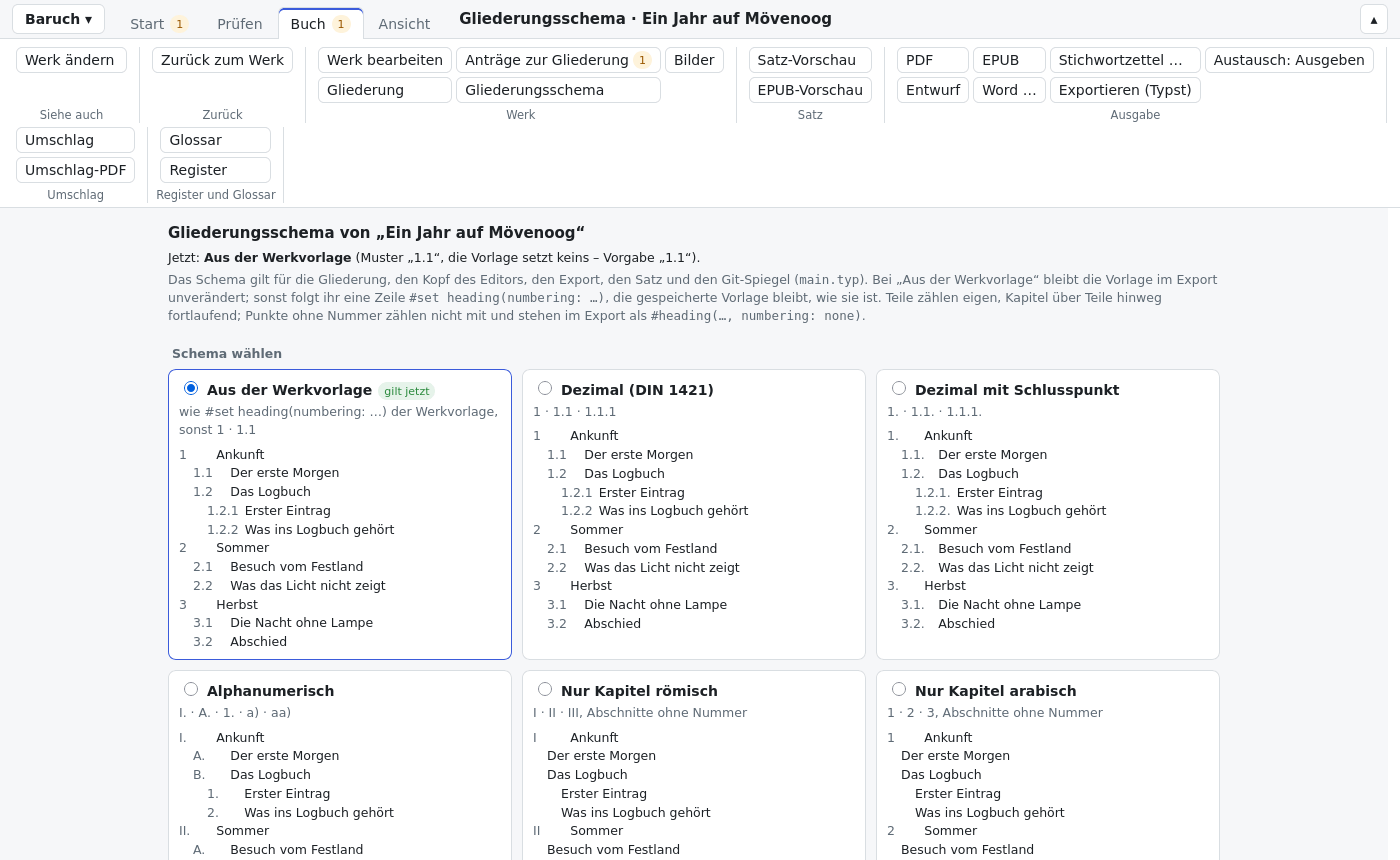 Baruch ▾
Start 1
Prüfen
Buch 1
Ansicht
Gliederungsschema · Ein Jahr auf Mövenoog
▴
Werk ändern
Siehe auch
Zurück zum Werk
Zurück
Werk bearbeiten
Anträge zur Gliederung 1
Bilder
Gliederung
Gliederungsschema
Werk
Satz-Vorschau
EPUB-Vorschau
Satz
PDF
EPUB
Stichwortzettel …
Austausch: Ausgeben
Entwurf
Word …
Exportieren (Typst)
Ausgabe
Umschlag
Umschlag-PDF
Umschlag
Glossar
Register
Register und Glossar
Gliederungsschema von „Ein Jahr auf Mövenoog“
Jetzt: Aus der Werkvorlage (Muster „1.1“, die Vorlage setzt keins – Vorgabe „1.1“).
Das Schema gilt für die Gliederung, den Kopf des Editors, den Export, den Satz und den Git-Spiegel (main.typ). Bei „Aus der Werkvorlage“ bleibt die Vorlage im Export
unverändert; sonst folgt ihr eine Zeile #set heading(numbering: …), die gespeicherte Vorlage bleibt, wie sie ist. Teile zählen eigen, Kapitel über Teile hinweg
fortlaufend; Punkte ohne Nummer zählen nicht mit und stehen im Export als #heading(…, numbering: none).
Schema wählen
Aus der Werkvorlage gilt jetzt
wie #set heading(numbering: …) der Werkvorlage,
sonst 1 · 1.1
1 Ankunft
1.1 Der erste Morgen
1.2 Das Logbuch
1.2.1 Erster Eintrag
1.2.2 Was ins Logbuch gehört
2 Sommer
2.1 Besuch vom Festland
2.2 Was das Licht nicht zeigt
3 Herbst
3.1 Die Nacht ohne Lampe
3.2 Abschied
Dezimal (DIN 1421)
1 · 1.1 · 1.1.1
1 Ankunft
1.1 Der erste Morgen
1.2 Das Logbuch
1.2.1 Erster Eintrag
1.2.2 Was ins Logbuch gehört
2 Sommer
2.1 Besuch vom Festland
2.2 Was das Licht nicht zeigt
3 Herbst
3.1 Die Nacht ohne Lampe
3.2 Abschied
Dezimal mit Schlusspunkt
1. · 1.1. · 1.1.1.
1. Ankunft
1.1. Der erste Morgen
1.2. Das Logbuch
1.2.1. Erster Eintrag
1.2.2. Was ins Logbuch gehört
2. Sommer
2.1. Besuch vom Festland
2.2. Was das Licht nicht zeigt
3. Herbst
3.1. Die Nacht ohne Lampe
3.2. Abschied
Alphanumerisch
I. · A. · 1. · a) · aa)
I. Ankunft
A. Der erste Morgen
B. Das Logbuch
1. Erster Eintrag
2. Was ins Logbuch gehört
II. Sommer
A. Besuch vom Festland
Nur Kapitel römisch
I · II · III, Abschnitte ohne Nummer
I Ankunft
Der erste Morgen
Das Logbuch
Erster Eintrag
Was ins Logbuch gehört
II Sommer
Besuch vom Festland
Nur Kapitel arabisch
1 · 2 · 3, Abschnitte ohne Nummer
1 Ankunft
Der erste Morgen
Das Logbuch
Erster Eintrag
Was ins Logbuch gehört
2 Sommer
Besuch vom Festland